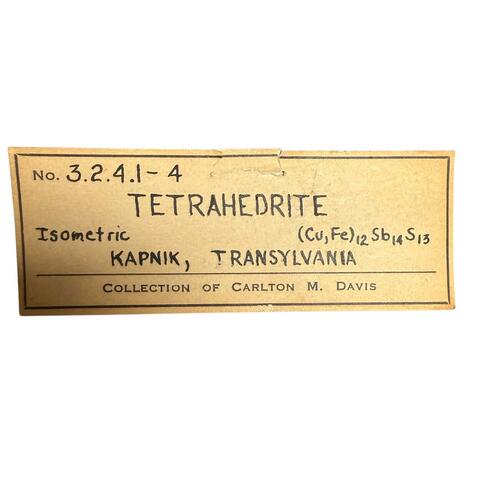 No. 3.2.4.1-4
TETRAHEDRITE
Isometric (Cu,Fe)12Sb14S13
KAPNIK, TRANSYLVANIA
COLLECTION OF CARLTON M. DAVIS